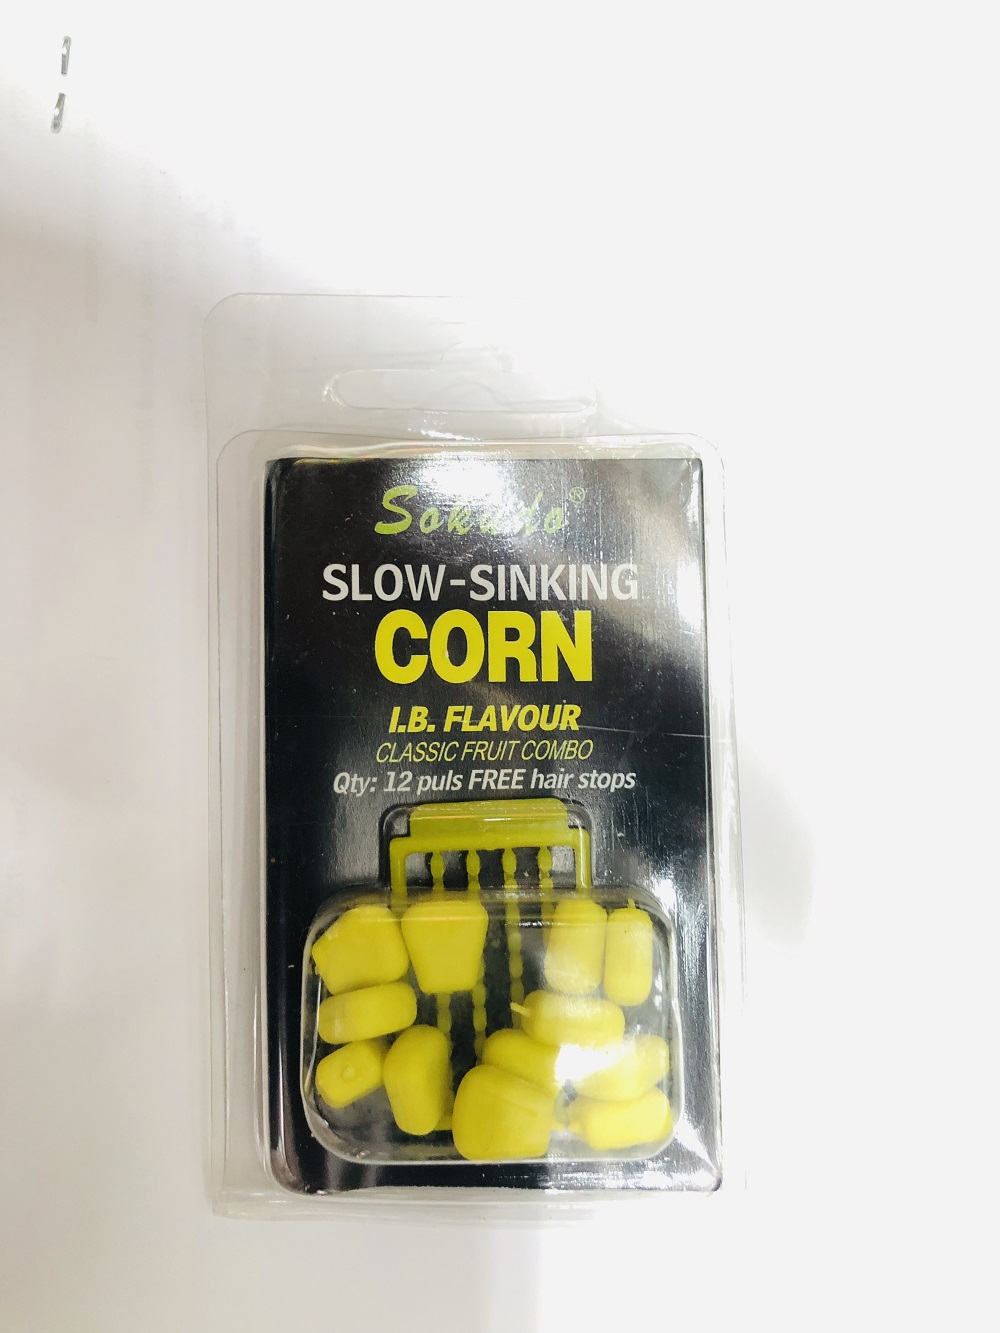 Sokudo®
SLOW-SINKING
CORN
I.B. FLAVOUR
CLASSIC FRUIT COMBO
Qty: 12 puls FREE hair stops